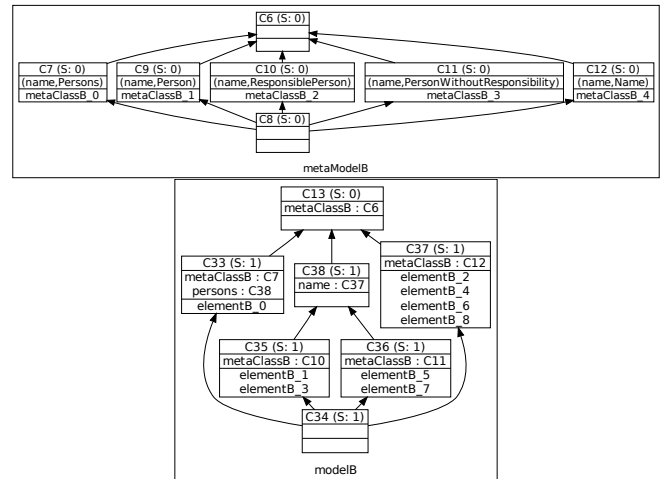 C6 (S: 0)
C7 (S: 0)
(name,Persons)
metaClassB_0
C9 (S: 0)
(name,Person)
metaClassB_1
C10 (S: 0)
(name,ResponsiblePerson)
metaClassB_2
C11 (S: 0)
(name,PersonWithoutResponsibility)
metaClassB_3
C12 (S: 0)
(name,Name)
metaClassB_4
C8 (S: 0)
metaModelB
C13 (S: 0)
metaClassB : C6
C33 (S: 1)
metaClassB : C7
persons : C38
elementB_0
C38 (S: 1)
name : C37
C37 (S: 1)
metaClassB : C12
elementB_2
elementB_4
elementB_6
elementB_8
C35 (S: 1)
metaClassB : C10
elementB_1
elementB_3
C36 (S: 1)
metaClassB : C11
elementB_5
elementB_7
C34 (S: 1)
modelB